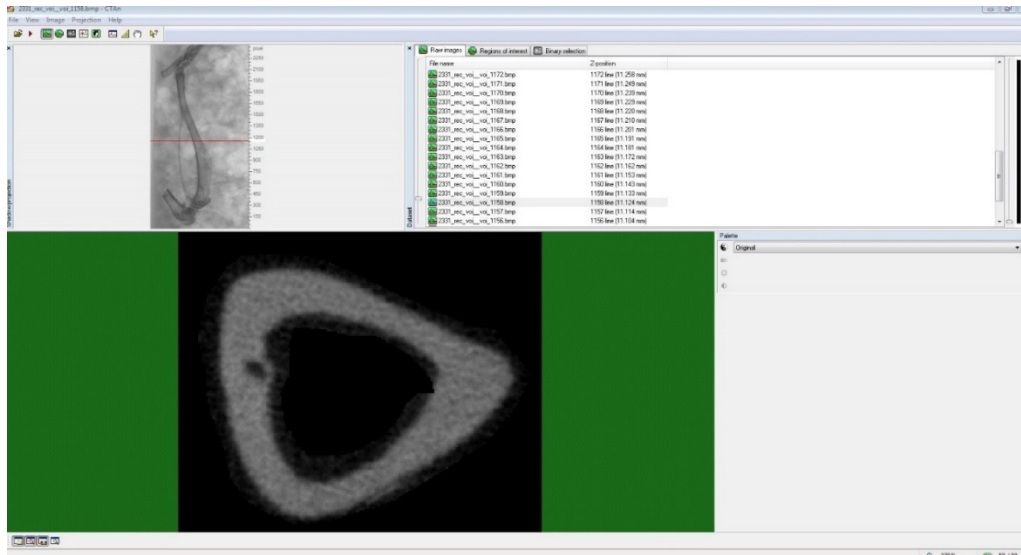 2331_rec_voi__voi_1158.bmp - CTAn
File View Image Projection Help
Raw images Regions of interest Binary selection
File name Z-position
2331_rec_voi__voi_1172.bmp 1172 line [11.258 mm]
2331_rec_voi__voi_1171.bmp 1171 line [11.249 mm]
2331_rec_voi__voi_1170.bmp 1170 line [11.239 mm]
2331_rec_voi__voi_1169.bmp 1169 line [11.229 mm]
2331_rec_voi__voi_1168.bmp 1168 line [11.220 mm]
2331_rec_voi__voi_1167.bmp 1167 line [11.210 mm]
2331_rec_voi__voi_1166.bmp 1166 line [11.201 mm]
2331_rec_voi__voi_1165.bmp 1165 line [11.191 mm]
2331_rec_voi__voi_1164.bmp 1164 line [11.181 mm]
2331_rec_voi__voi_1163.bmp 1163 line [11.172 mm]
2331_rec_voi__voi_1162.bmp 1162 line [11.162 mm]
2331_rec_voi__voi_1161.bmp 1161 line [11.153 mm]
2331_rec_voi__voi_1160.bmp 1160 line [11.143 mm]
2331_rec_voi__voi_1159.bmp 1159 line [11.133 mm]
2331_rec_voi__voi_1158.bmp 1158 line [11.124 mm]
2331_rec_voi__voi_1157.bmp 1157 line [11.114 mm]
2331_rec_voi__voi_1156.bmp 1156 line [11.104 mm]
pixel
Shadow projection
Dataset
Palette
Original